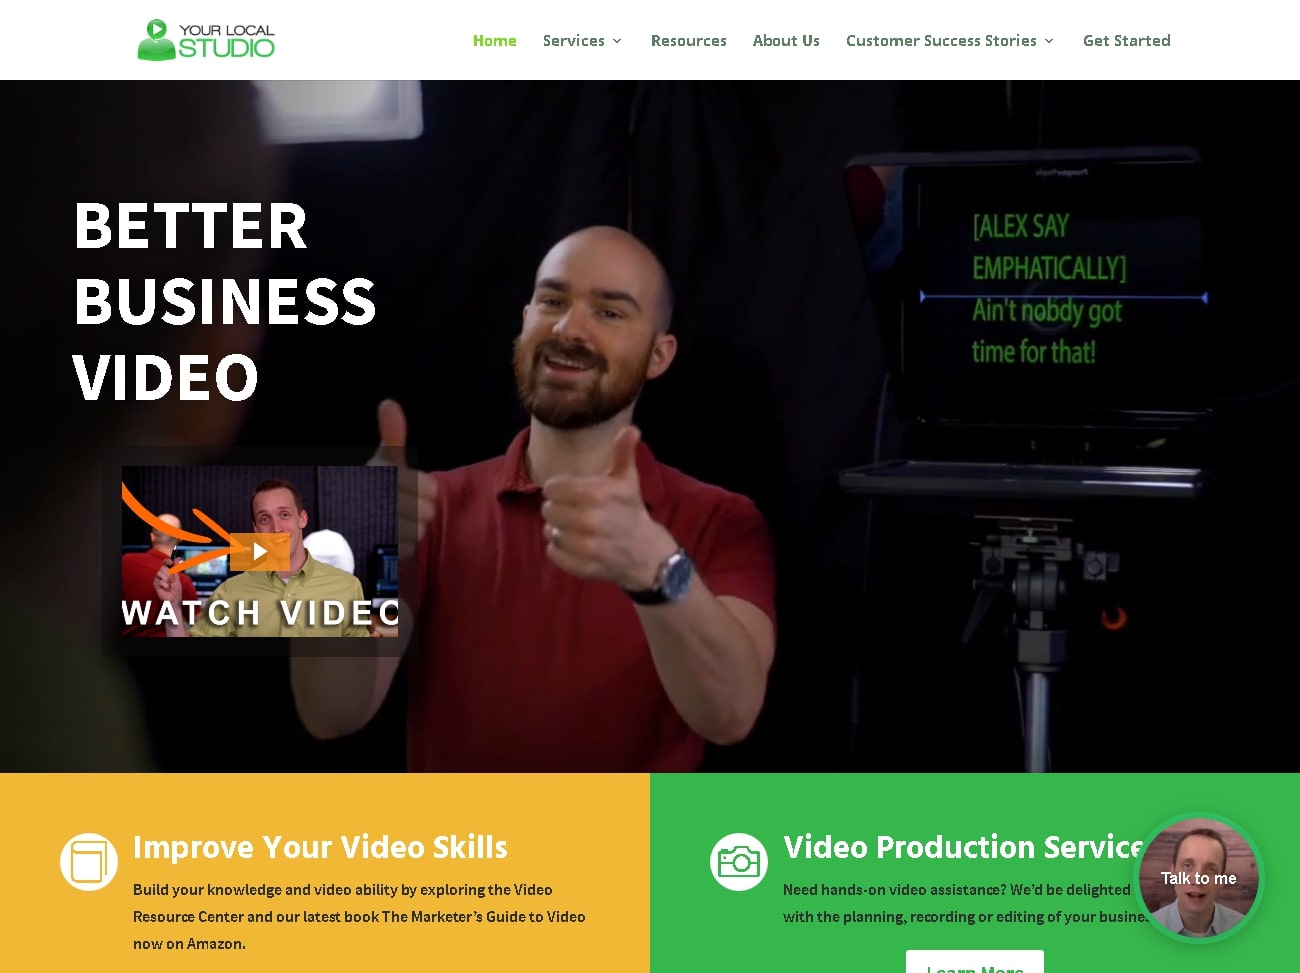 YOUR LOCAL
STUDIO
Home Services Resources About Us Customer Success Stories Get Started
BETTER
BUSINESS
VIDEO
[ALEX SAY
EMPHATICALLY]
Ain't nobdy got
time for that!
WATCH VIDEO
Improve Your Video Skills
Build your knowledge and video ability by exploring the Video
Resource Center and our latest book The Marketer's Guide to Video
now on Amazon.
Video Production Service
Need hands-on video assistance? We'd be delighted
with the planning, recording or editing of your busine
Talk to me
Learn More